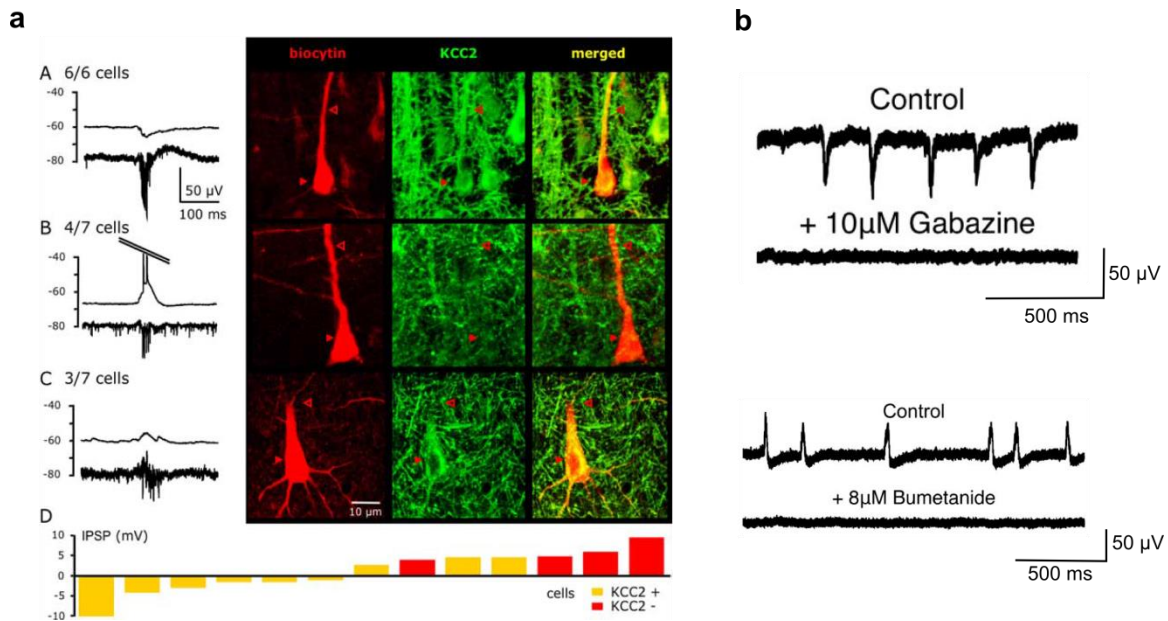 a
biocytin KCC2 merged
A 6/6 cells
-40
-60
-80
50 µV
100 ms
B 4/7 cells
-40
-60
-80
C 3/7 cells
-40
-60
-80
10 µm
D
10 IPSP (mV)
5
0
-5
-10
cells KCC2 +
KCC2 -
b
Control
+ 10µM Gabazine
50 µV
500 ms
Control
+ 8µM Bumetanide
50 µV
500 ms